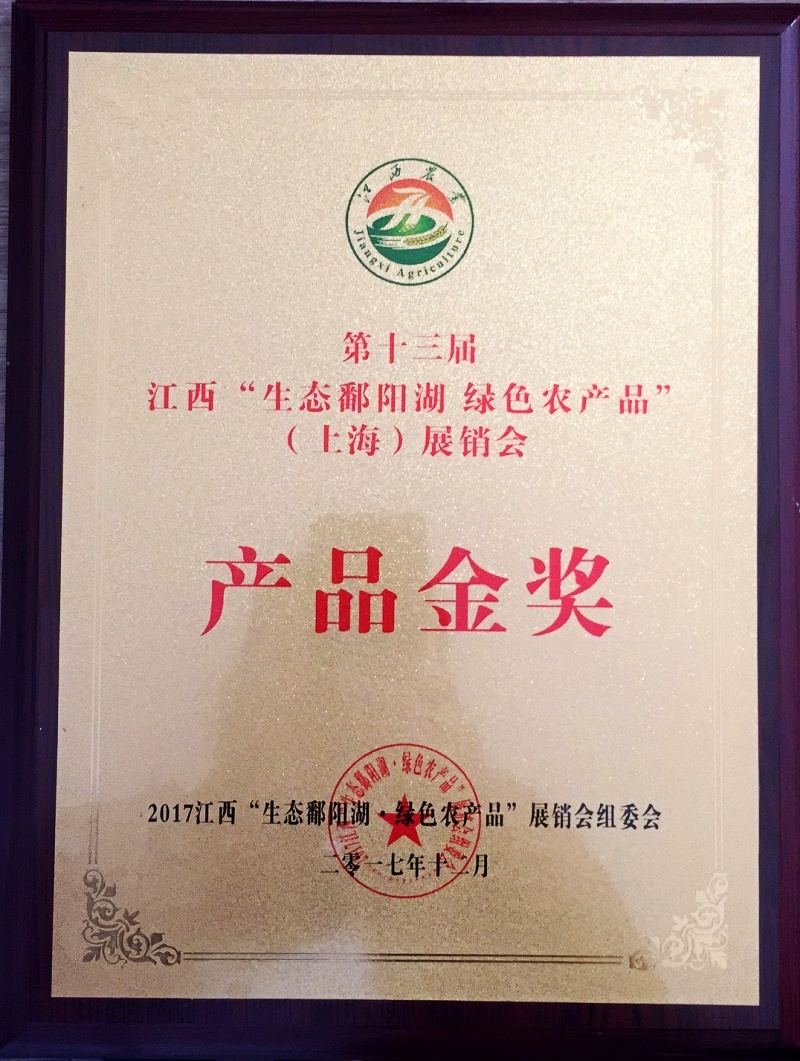 江西农业
Jiangxi Agriculture
第十三届
江西“生态鄱阳湖 绿色农产品”
（上海）展销会
产品金奖
2017江西“生态鄱阳湖·绿色农产品”展销会组委会
二零一七年十二月